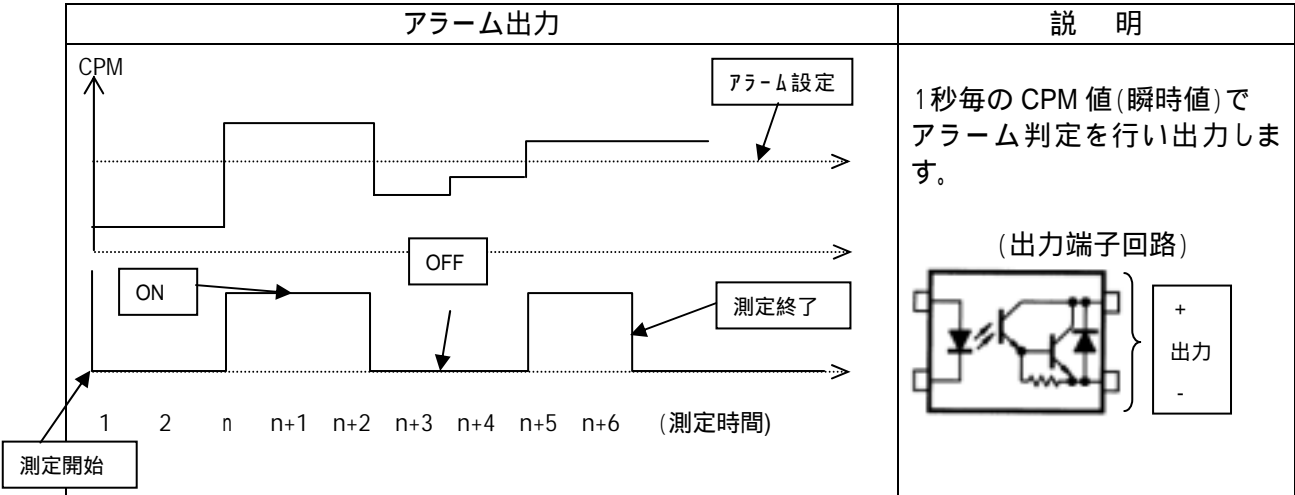 アラーム出力
説 明
CPM
アラーム設定
OFF
ON
測定終了
1 2 n n+1 n+2 n+3 n+4 n+5 n+6 (測定時間)
測定開始
1秒毎の CPM 値(瞬時値)で
アラーム判定を行い出力しま
す。
(出力端子回路)
+
出力
-